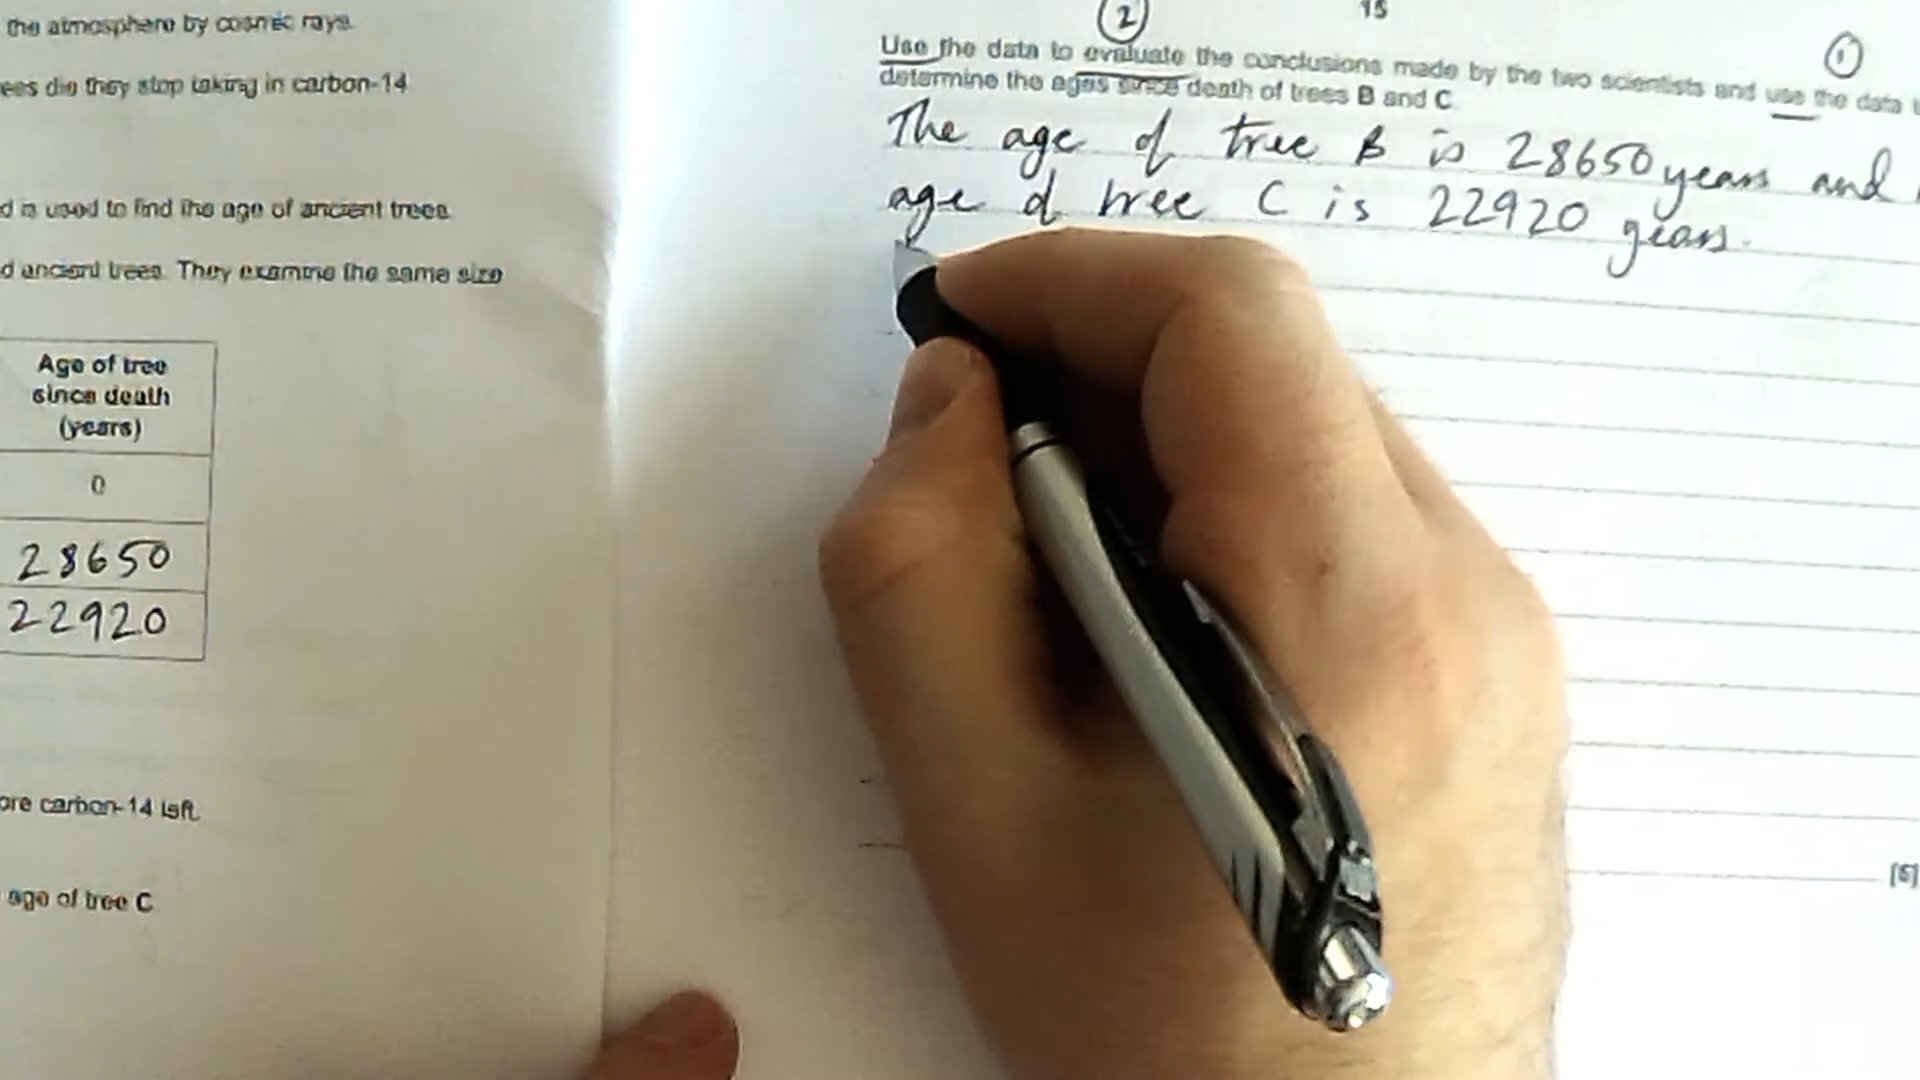 the atmosphere by cosmic rays.
ees die they stop taking in carbon-14
d is used to find the age of ancient trees.
d ancient trees. They examine the same size
Age of tree
since death
(years)
0
28650
22920
ore carbon-14 left.
age of tree C
15
2
1
Use the data to evaluate the conclusions made by the two scientists and use the data
determine the ages since death of trees B and C.
The age of tree B is 28650 years and
age of tree C is 22920 years.
[6]